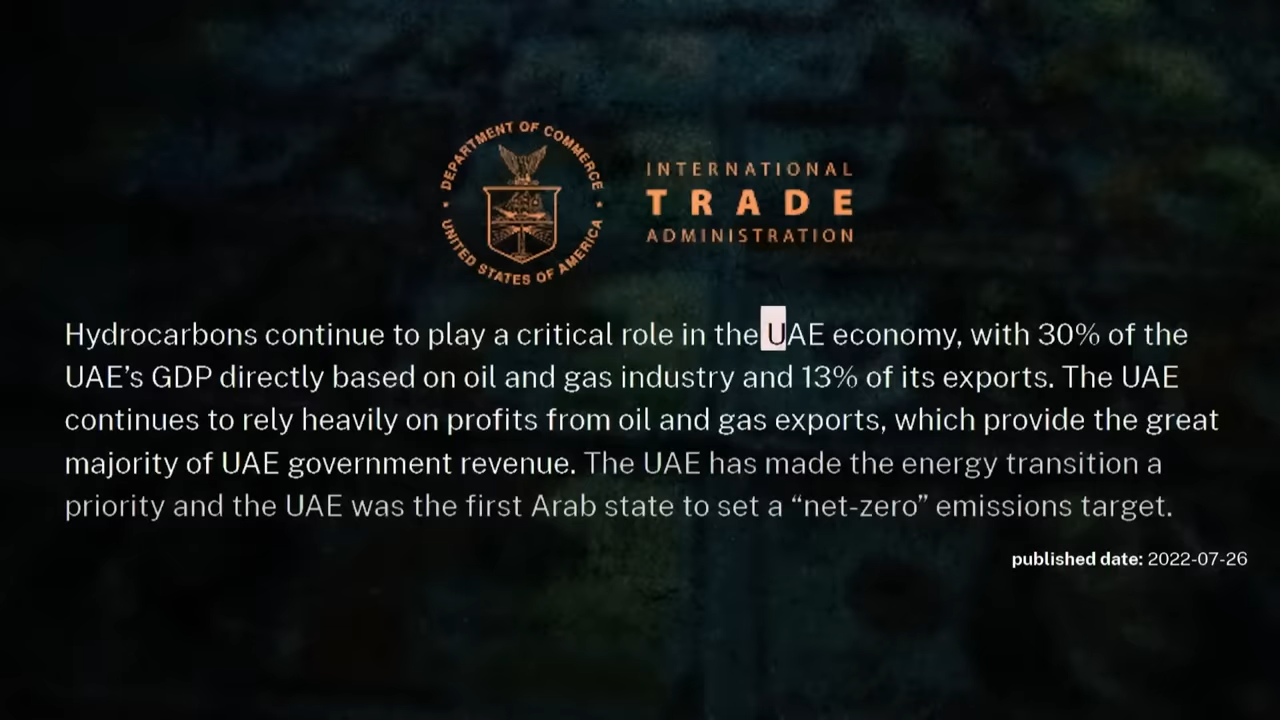 DEPARTMENT OF COMMERCE
UNITED STATES OF AMERICA
INTERNATIONAL
TRADE
ADMINISTRATION
Hydrocarbons continue to play a critical role in the UAE economy, with 30% of the
UAE’s GDP directly based on oil and gas industry and 13% of its exports. The UAE
continues to rely heavily on profits from oil and gas exports, which provide the great
majority of UAE government revenue. The UAE has made the energy transition a
priority and the UAE was the first Arab state to set a “net-zero” emissions target.
published date: 2022-07-26